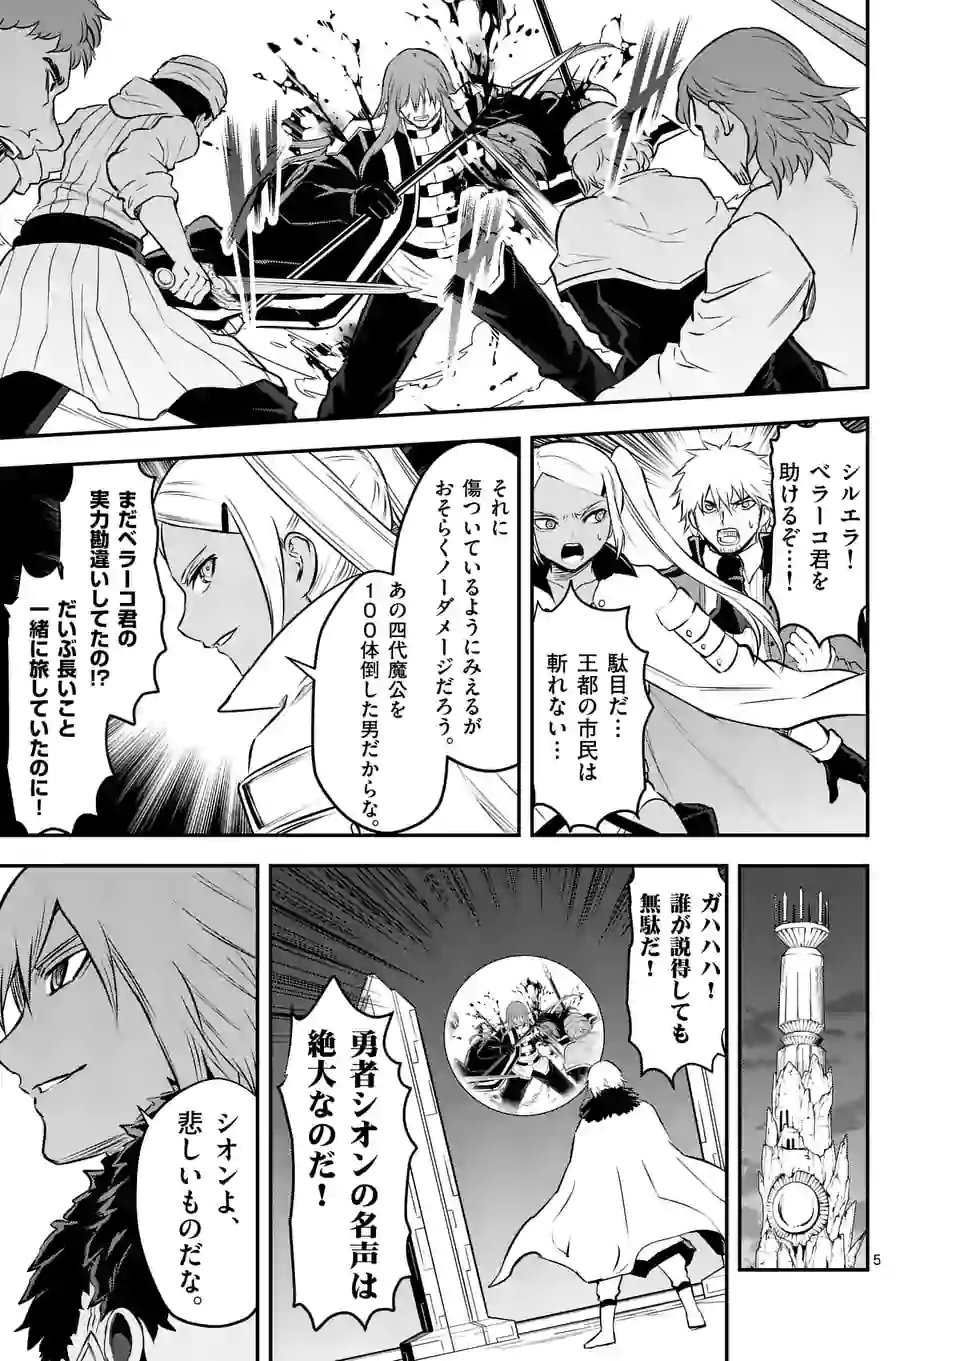 シルエラ！
ベラーコ君を
助けるぞ…！
駄目だ…
王都の市民は
斬れない…
それに
傷ついているようにみえるが
おそらくノーダメージだろう。
あの四代魔公を
１００体倒した男だからな。
まだベラーコ君の
実力勘違いしてたの!?
だいぶ長いこと
一緒に旅していたのに！
ガハハハ！
誰が説得しても
無駄だ！
勇者シオンの名声は
絶大なのだ！
シオンよ、
悲しいものだな。
5